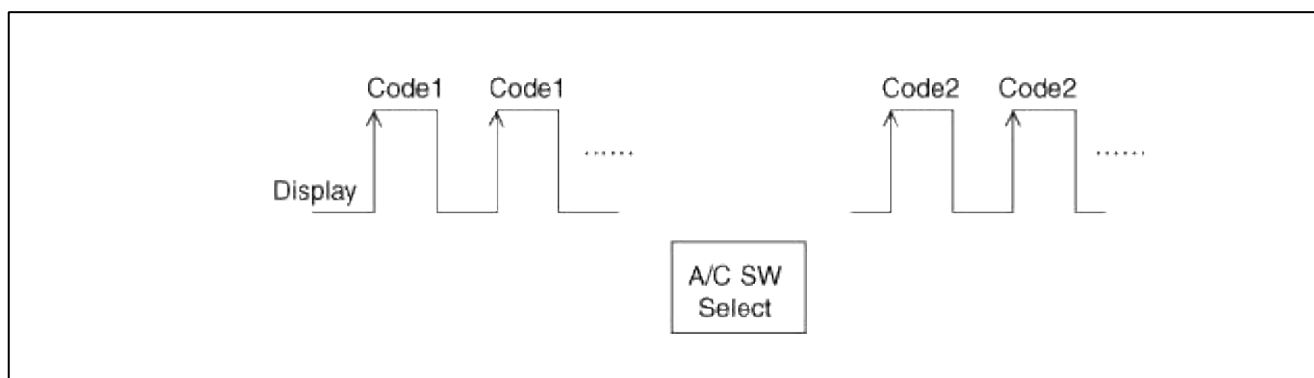 Code1 Code1 Code2 Code2
...... ......
Display
A/C SW
Select